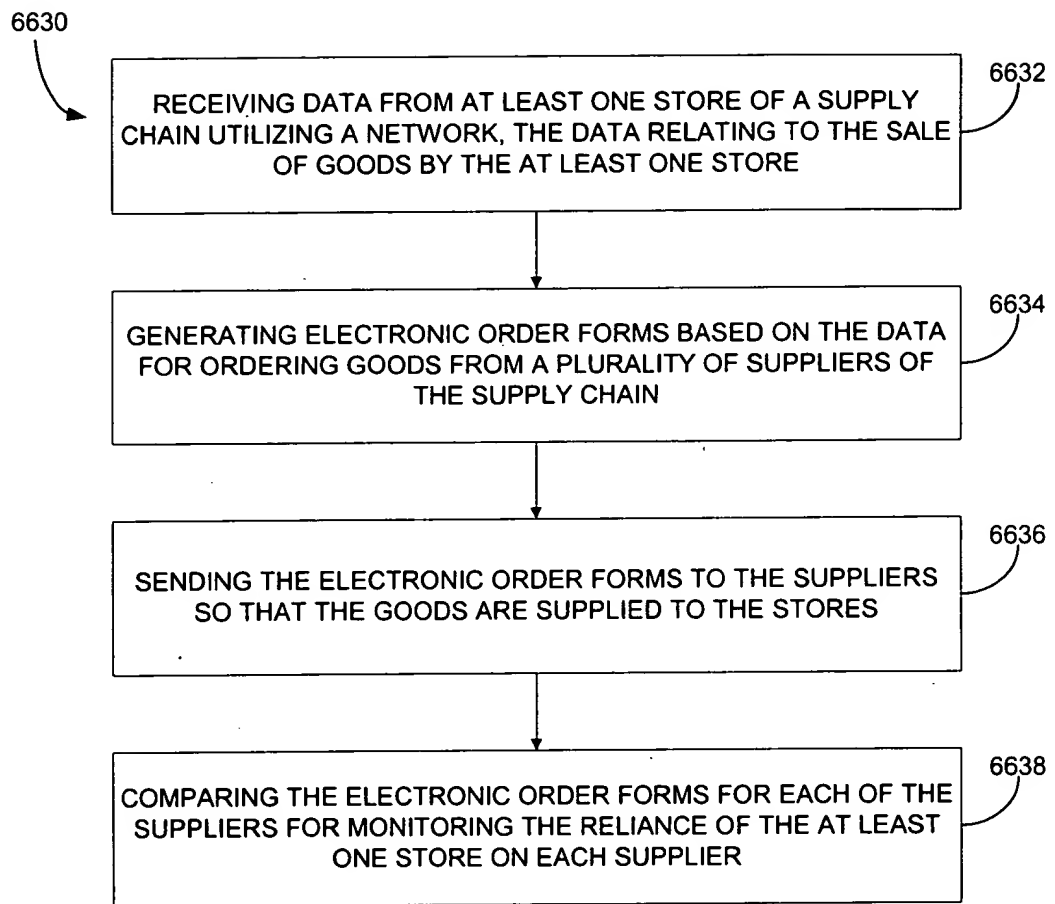 6630
6632
RECEIVING DATA FROM AT LEAST ONE STORE OF A SUPPLY
CHAIN UTILIZING A NETWORK, THE DATA RELATING TO THE SALE
OF GOODS BY THE AT LEAST ONE STORE
6634
GENERATING ELECTRONIC ORDER FORMS BASED ON THE DATA
FOR ORDERING GOODS FROM A PLURALITY OF SUPPLIERS OF
THE SUPPLY CHAIN
6636
SENDING THE ELECTRONIC ORDER FORMS TO THE SUPPLIERS
SO THAT THE GOODS ARE SUPPLIED TO THE STORES
6638
COMPARING THE ELECTRONIC ORDER FORMS FOR EACH OF THE
SUPPLIERS FOR MONITORING THE RELIANCE OF THE AT LEAST
ONE STORE ON EACH SUPPLIER